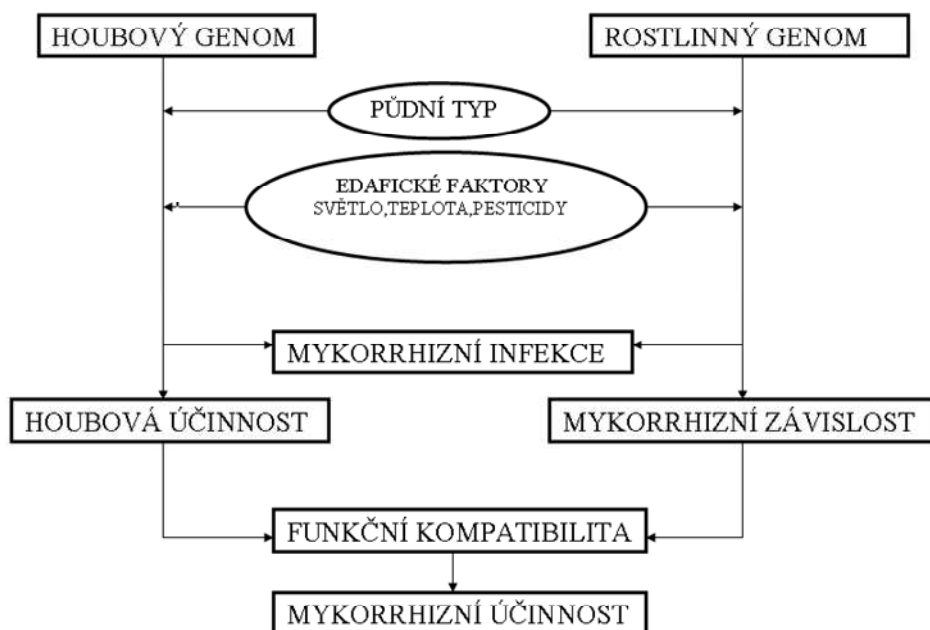 HOUBOVÝ GENOM
ROSTLINNÝ GENOM
PŮDNÍ TYP
EDAFICKÉ FAKTORY
SVĚTLO,TEPLOTA,PESTICIDY
MYKORRHIZNÍ INFEKCE
HOUBOVÁ ÚČINNOST
MYKORRHIZNÍ ZÁVISLOST
FUNKČNÍ KOMPATIBILITA
MYKORRHIZNÍ ÚČINNOST